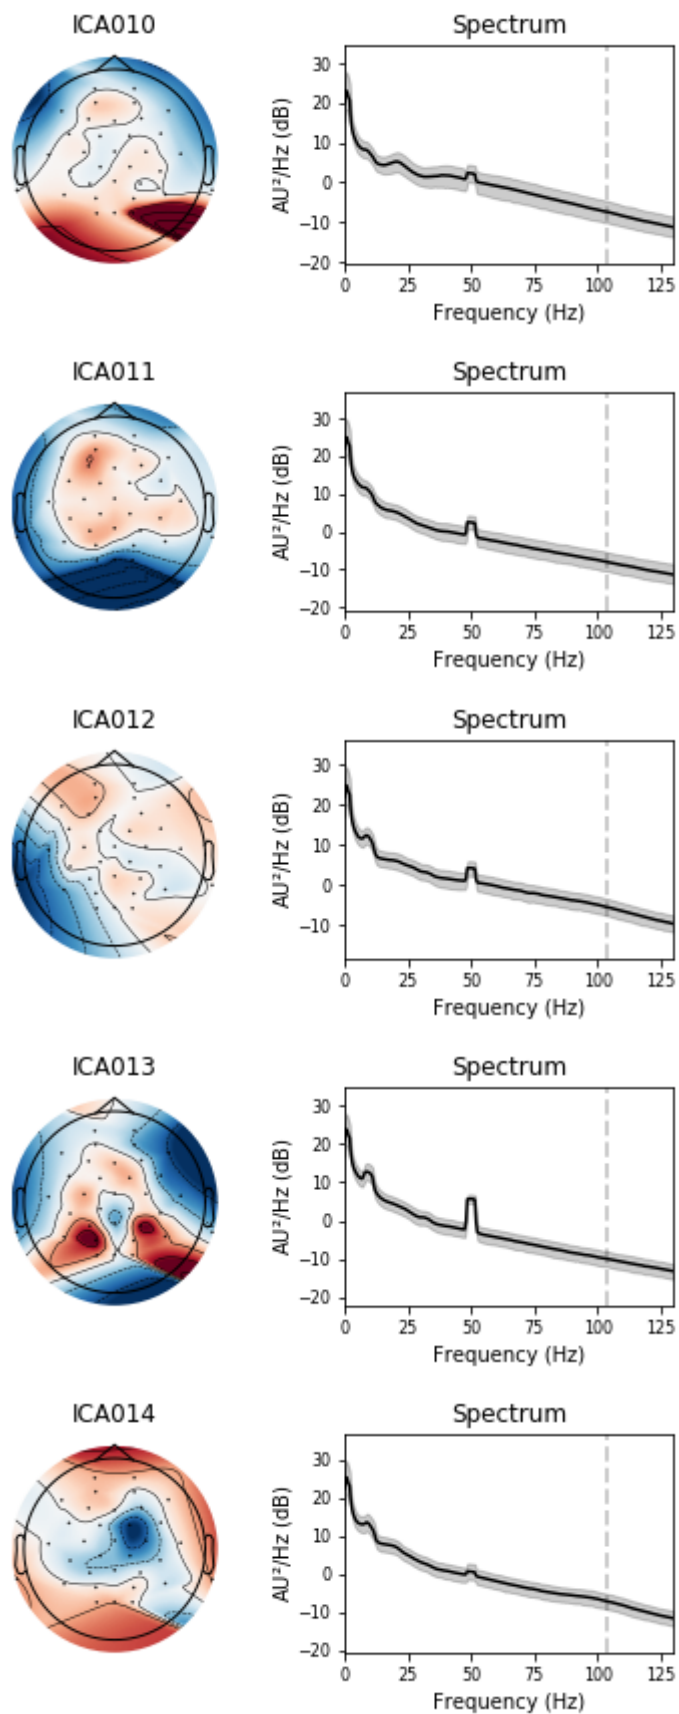 ICA010 Spectrum
30
20
10
0
−10
−20
AU²/Hz (dB)
0 25 50 75 100 125
Frequency (Hz)
ICA011 Spectrum
30
20
10
0
−10
−20
AU²/Hz (dB)
0 25 50 75 100 125
Frequency (Hz)
ICA012 Spectrum
30
20
10
0
−10
AU²/Hz (dB)
0 25 50 75 100 125
Frequency (Hz)
ICA013 Spectrum
30
20
10
0
−10
−20
AU²/Hz (dB)
0 25 50 75 100 125
Frequency (Hz)
ICA014 Spectrum
30
20
10
0
−10
−20
AU²/Hz (dB)
0 25 50 75 100 125
Frequency (Hz)